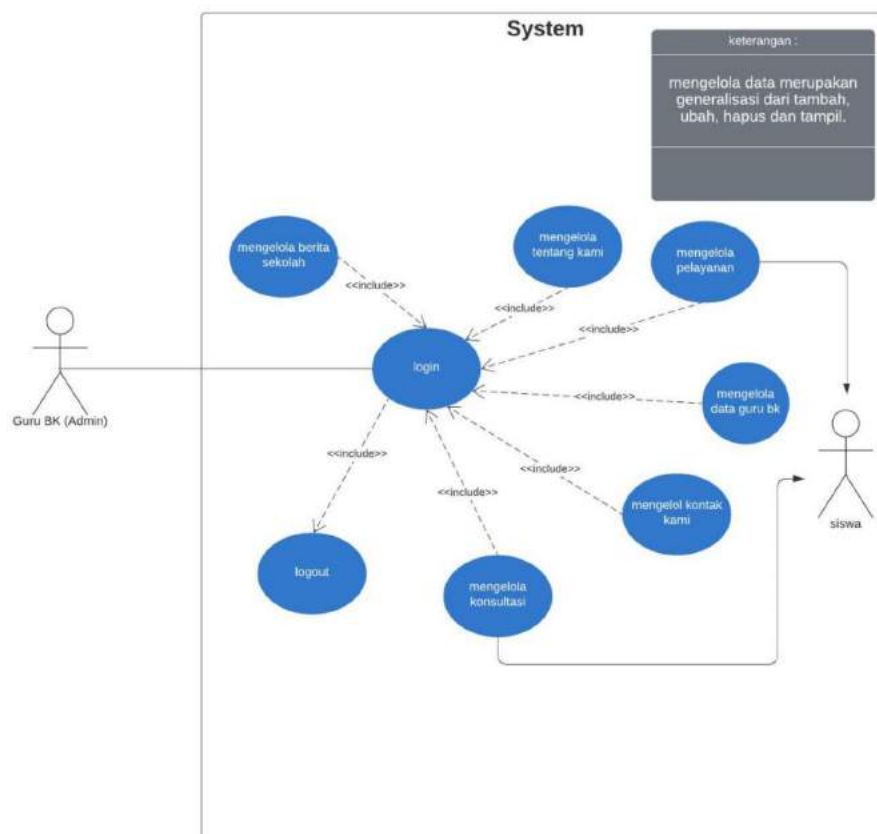 System
keterangan :
mengelola data merupakan
generalisasi dari tambah,
ubah, hapus dan tampil.
mengelola berita
sekolah
mengelola
tentang kami
mengelola
pelayanan
<<include>>
<<include>>
<<include>>
login
Guru BK (Admin)
<<include>>
mengelola
data guru bk
<<include>>
<<include>>
<<include>>
mengelol kontak
kami
siswa
logout
mengelola
konsultasi